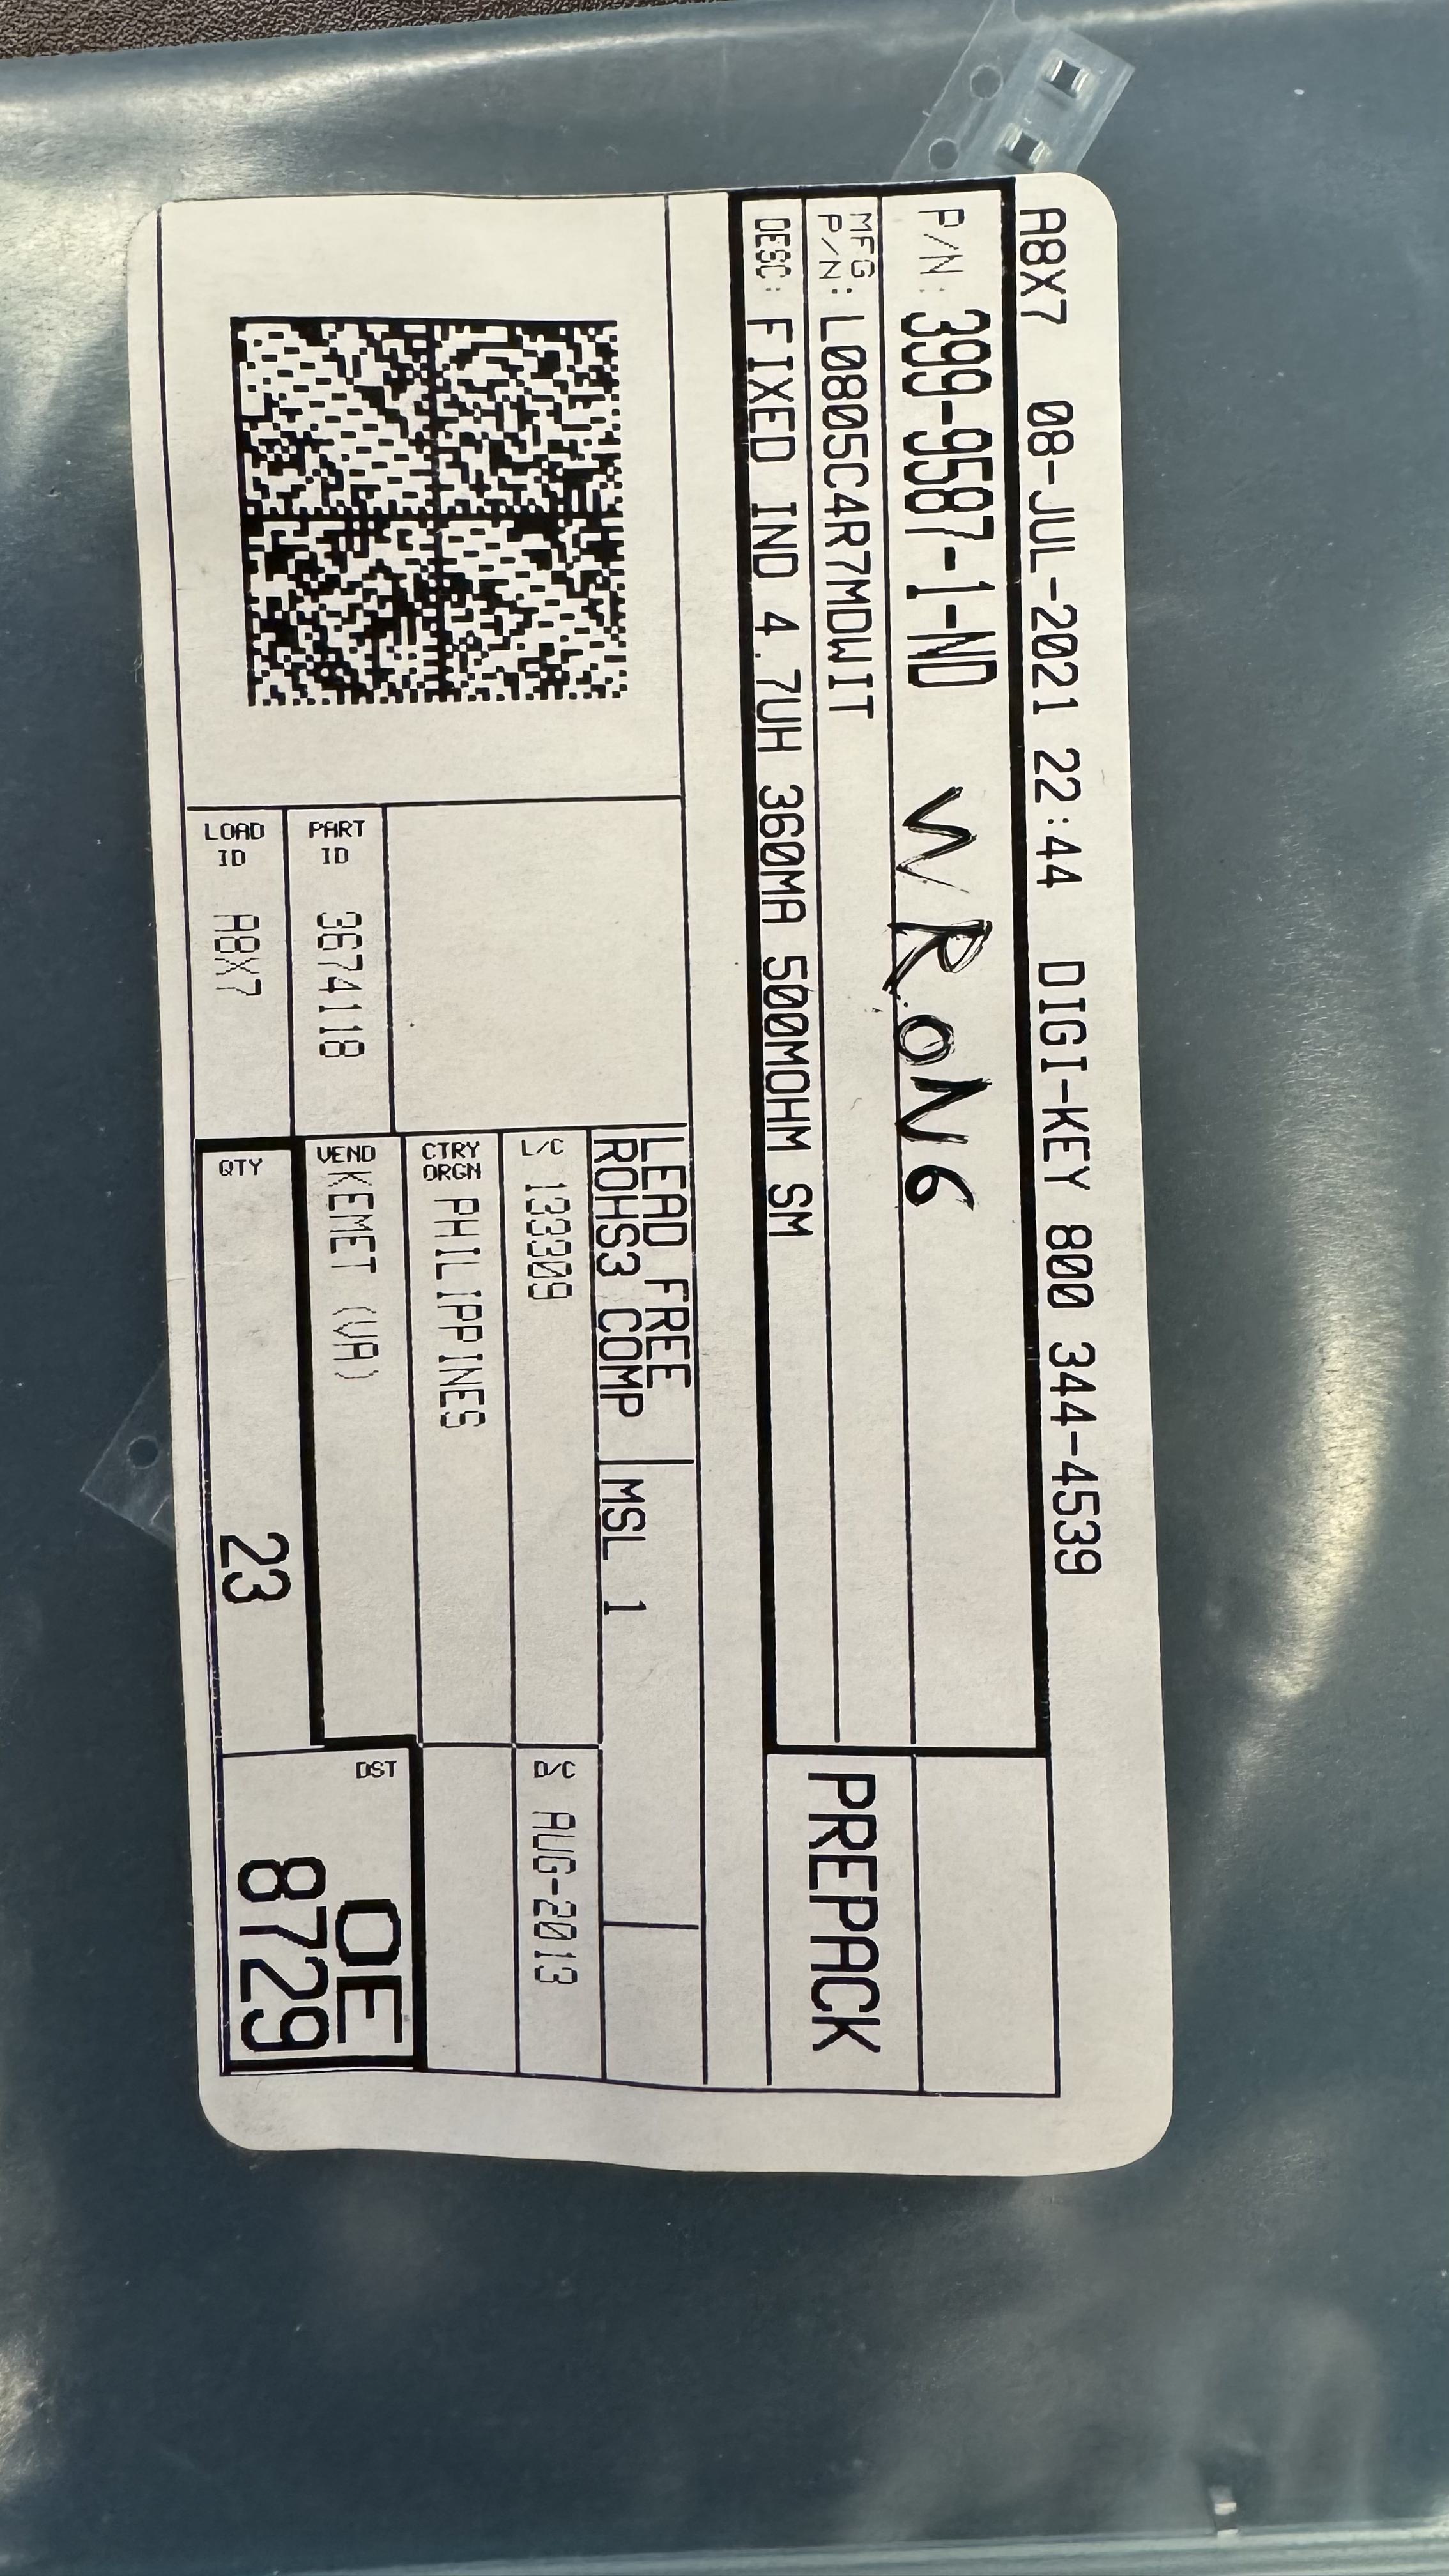 A8X7 08-JUL-2021 22:44 DIGI-KEY 800 344-4539
P/N: 399-9587-1-ND WRONG
MFG P/N: L0805C4R7MDWIT
PREPACK
DESC: FIXED IND 4.7UH 360MA 500MOHM SM
LEAD FREE
ROHS3 COMP MSL 1
L/C: 133309
D/C: AUG-2013
CTRY ORGN PHILIPPINES
PART ID 3674118
VEND KEMET (VA)
LOAD ID A8X7
QTY 23
DST OE
8729